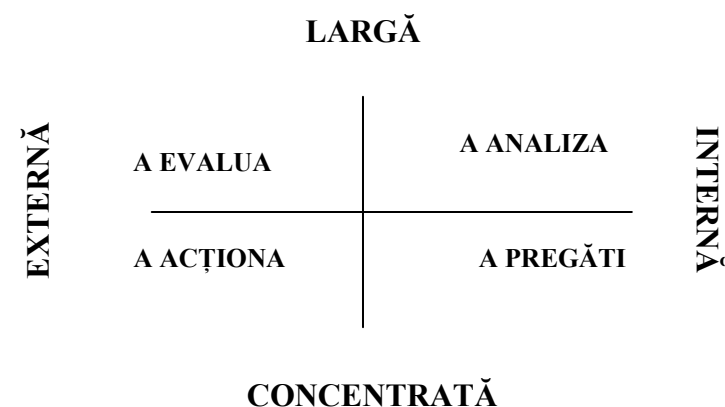 LARGĂ
EXTERNĂ
A EVALUA
A ANALIZA
INTERNĂ
A ACȚIONA
A PREGĂTI
CONCENTRATĂ